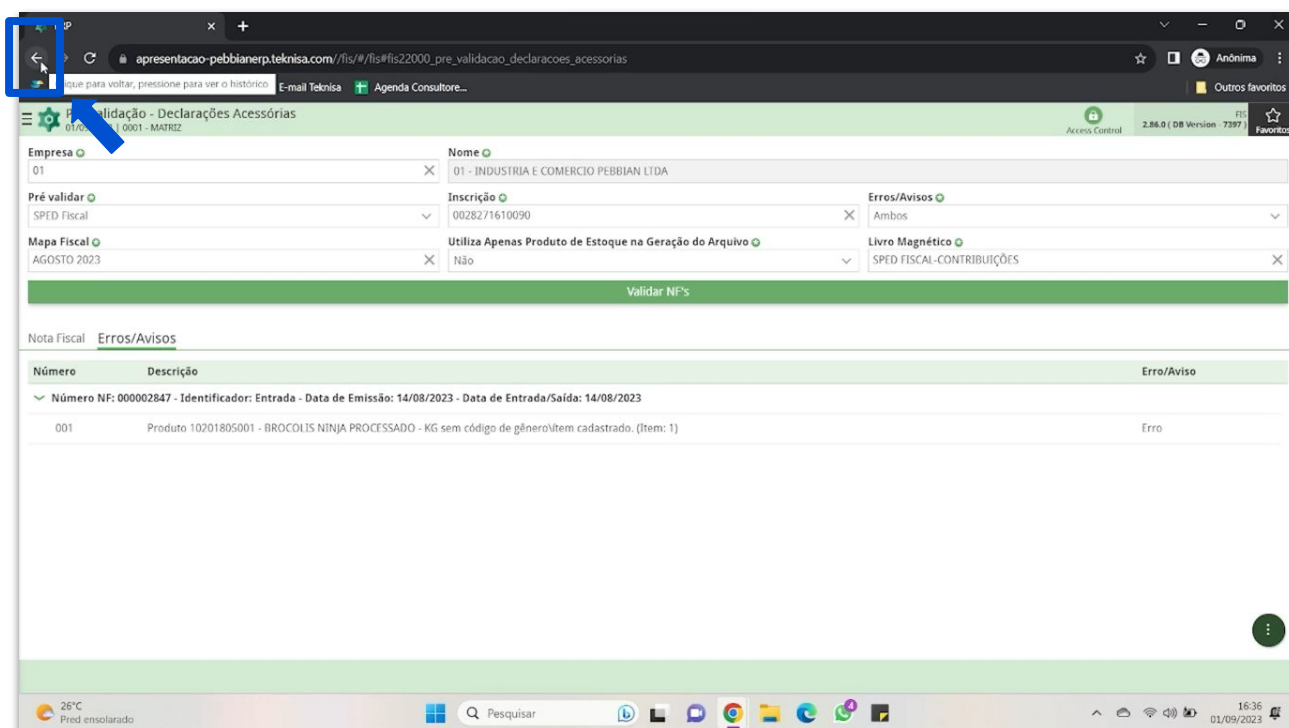 × +
apresentacao-pebbianerp.teknisa.com//fis/#/fis#fis22000_pre_validacao_declaracoes_acessorias
Anônima
ique para voltar, pressione para ver o histórico
E-mail Teknisa
Agenda Consultore...
Outros favoritos
alidação - Declarações Acessórias
0001 - MATRIZ
Access Control
FIS
2.86.0 ( DB Version - 7397 )
Favoritos
Empresa
Nome
01
01 - INDUSTRIA E COMERCIO PEBBIAN LTDA
Pré validar
Inscrição
Erros/Avisos
SPED Fiscal
0028271610090
Ambos
Mapa Fiscal
Utiliza Apenas Produto de Estoque na Geração do Arquivo
Livro Magnético
AGOSTO 2023
Não
SPED FISCAL-CONTRIBUIÇÕES
Validar NF's
Nota Fiscal Erros/Avisos
Número Descrição Erro/Aviso
Número NF: 000002847 - Identificador: Entrada - Data de Emissão: 14/08/2023 - Data de Entrada/Saída: 14/08/2023
001 Produto 10201805001 - BROCOLIS NINJA PROCESSADO - KG sem código de gênero\ítem cadastrado. (Item: 1) Erro
26°C
Pred ensolarado
Pesquisar
4
16:36
01/09/2023